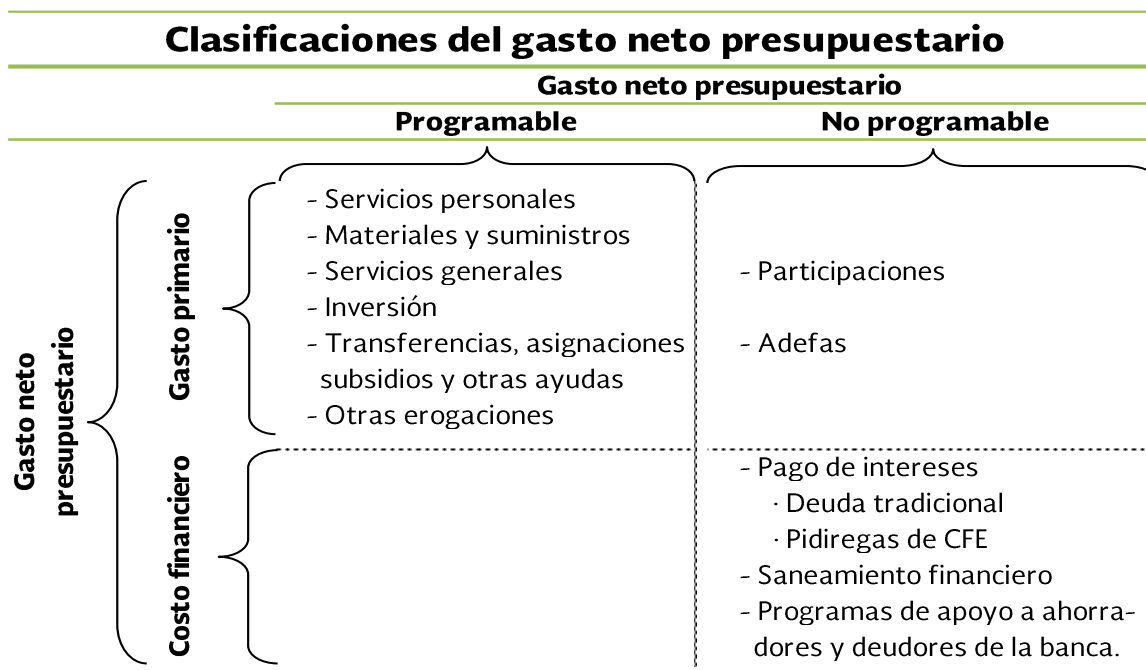 Clasificaciones del gasto neto presupuestario
Gasto neto presupuestario
Programable
No programable
Gasto neto
presupuestario
Gasto primario
- Servicios personales
- Materiales y suministros
- Servicios generales
- Inversión
- Transferencias, asignaciones
subsidios y otras ayudas
- Otras erogaciones
- Participaciones
- Adefas
Costo financiero
- Pago de intereses
· Deuda tradicional
· Pidiregas de CFE
- Saneamiento financiero
- Programas de apoyo a ahorra-
dores y deudores de la banca.